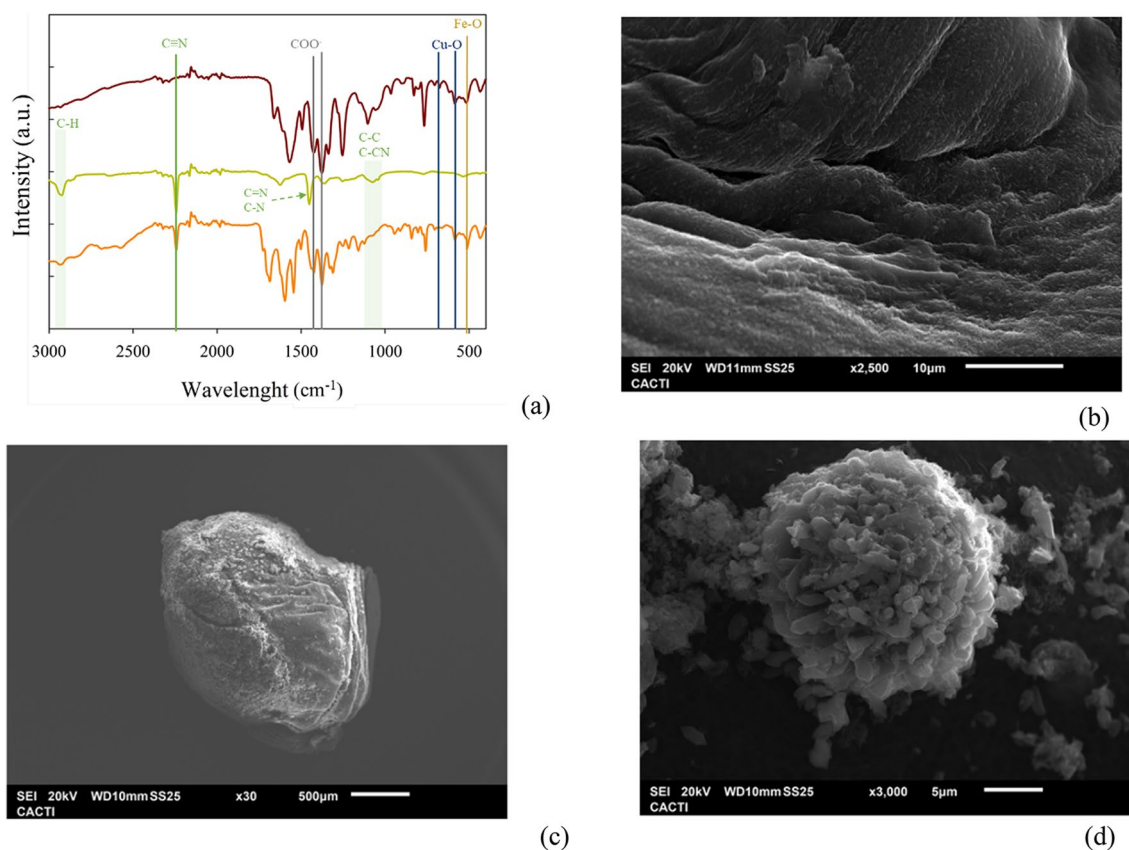 Fe-O
C≡N
COO⁻
Cu-O
C-H
C-C
C-CN
C=N
C-N
Intensity (a.u.)
3000 2500 2000 1500 1000 500
Wavelenght (cm⁻¹)
(a)
SEI 20kV WD11mm SS25 x2,500 10µm
CACTI
(b)
SEI 20kV WD10mm SS25 x30 500µm
CACTI
(c)
SEI 20kV WD10mm SS25 x3,000 5µm
CACTI
(d)